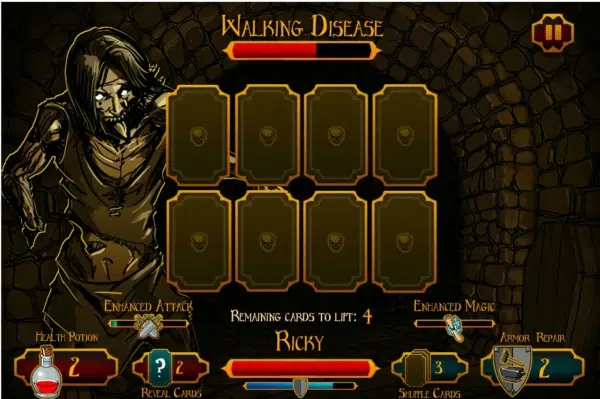 Walking Disease
Enhanced Attack
Remaining cards to lift: 4
Enhanced Magic
Health Potion
Ricky
Armor Repair
2
? 2
3
2
Reveal Cards
Shuffle Cards